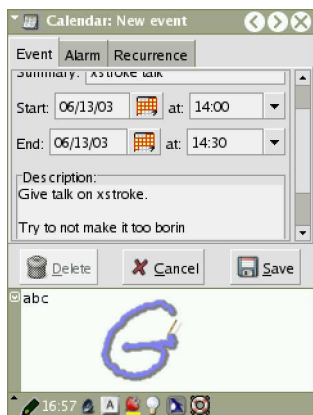 Calendar: New event
Event Alarm Recurrence
Summary: xstroke talk
Start: 06/13/03 at: 14:00
End: 06/13/03 at: 14:30
Description:
Give talk on xstroke.
Try to not make it too borin
Delete Cancel Save
abc
G
16:57 A